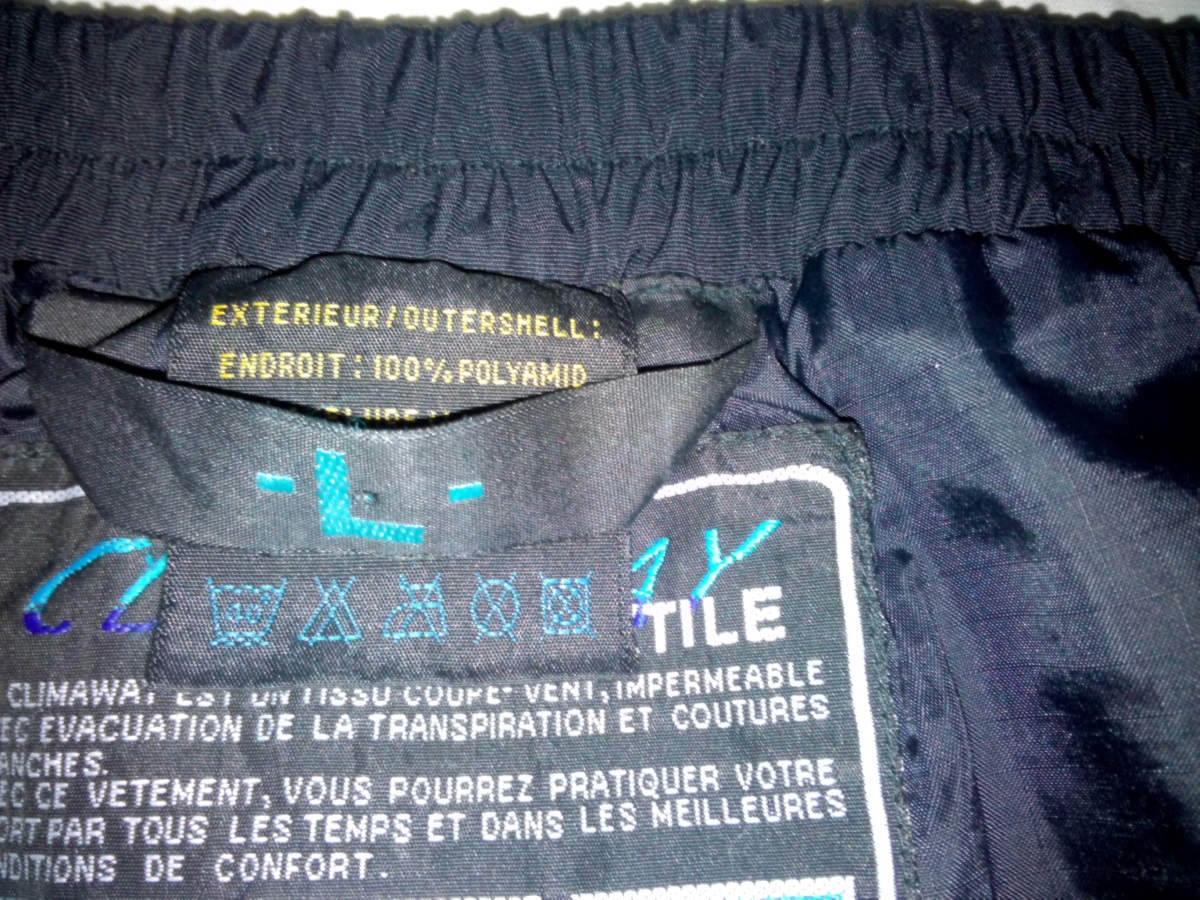 EXTERIEUR/OUTERSHELL:
ENDROIT: 100% POLYAMID
-L-
40°
TILE
CLIMAWAY EST UN TISSU COUPE-VENT, IMPERMEABLE
EC EVACUATION DE LA TRANSPIRATION ET COUTURES
ANCHES.
EC CE VETEMENT, VOUS POURREZ PRATIQUER VOTRE
ORT PAR TOUS LES TEMPS ET DANS LES MEILLEURES
NDITIONS DE CONFORT.